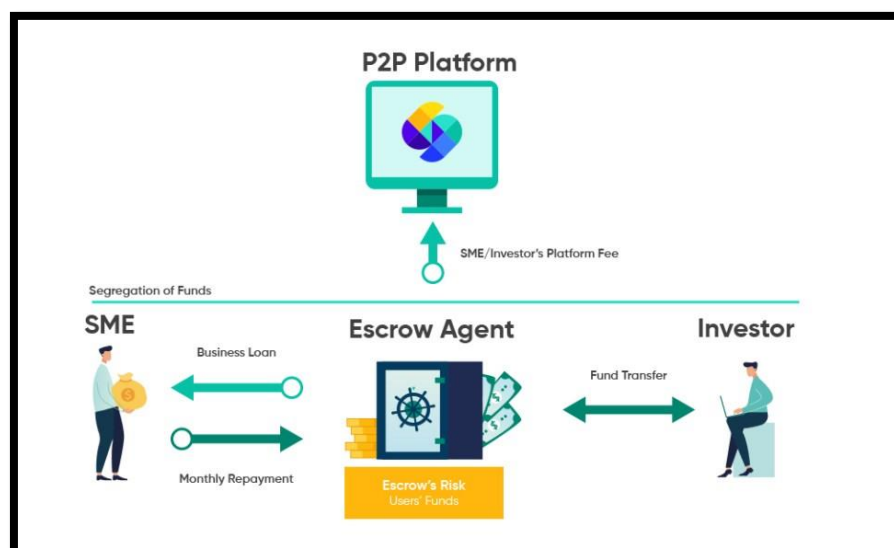 P2P Platform
SME/Investor's Platform Fee
Segregation of Funds
SME
Escrow Agent
Investor
Business Loan
Fund Transfer
Monthly Repayment
Escrow's Risk
Users' Funds